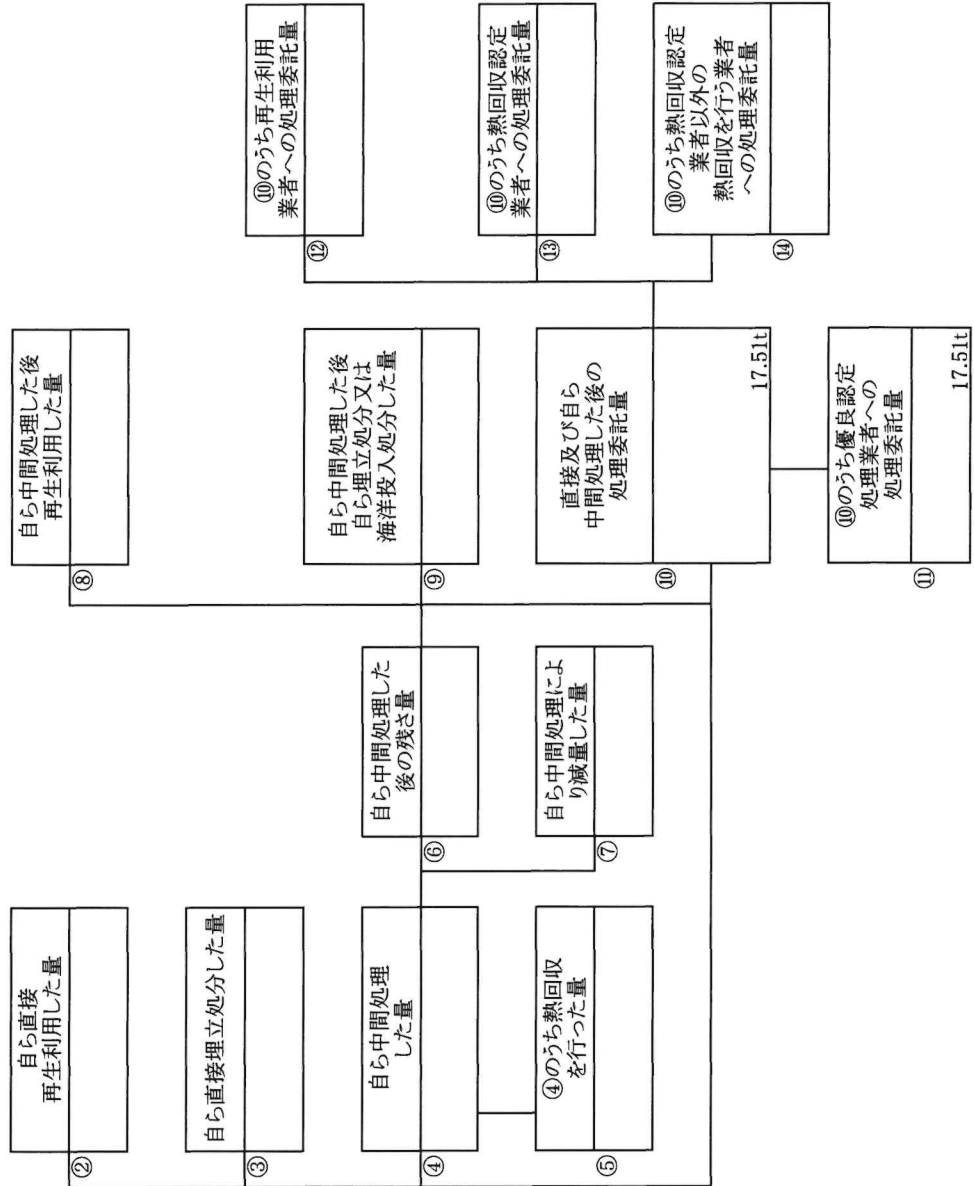 ②
自ら直接
再生利用した量
③
自ら直接埋立処分した量
④
自ら中間処理
した量
⑤
④のうち熱回収
を行った量
⑥
自ら中間処理した
後の残さ量
⑦
自ら中間処理によ
り減量した量
⑧
自ら中間処理した後
再生利用した量
⑨
自ら中間処理した後
自ら埋立処分又は
海洋投入処分した量
⑩
直接及び自ら
中間処理した後の
処理委託量
17.51t
⑪
⑩のうち優良認定
処理業者への
処理委託量
17.51t
⑫
⑩のうち再生利用
業者への処理委託量
⑬
⑩のうち熱回収認定
業者への処理委託量
⑭
⑩のうち熱回収認定
業者以外の
熱回収を行う業者
への処理委託量